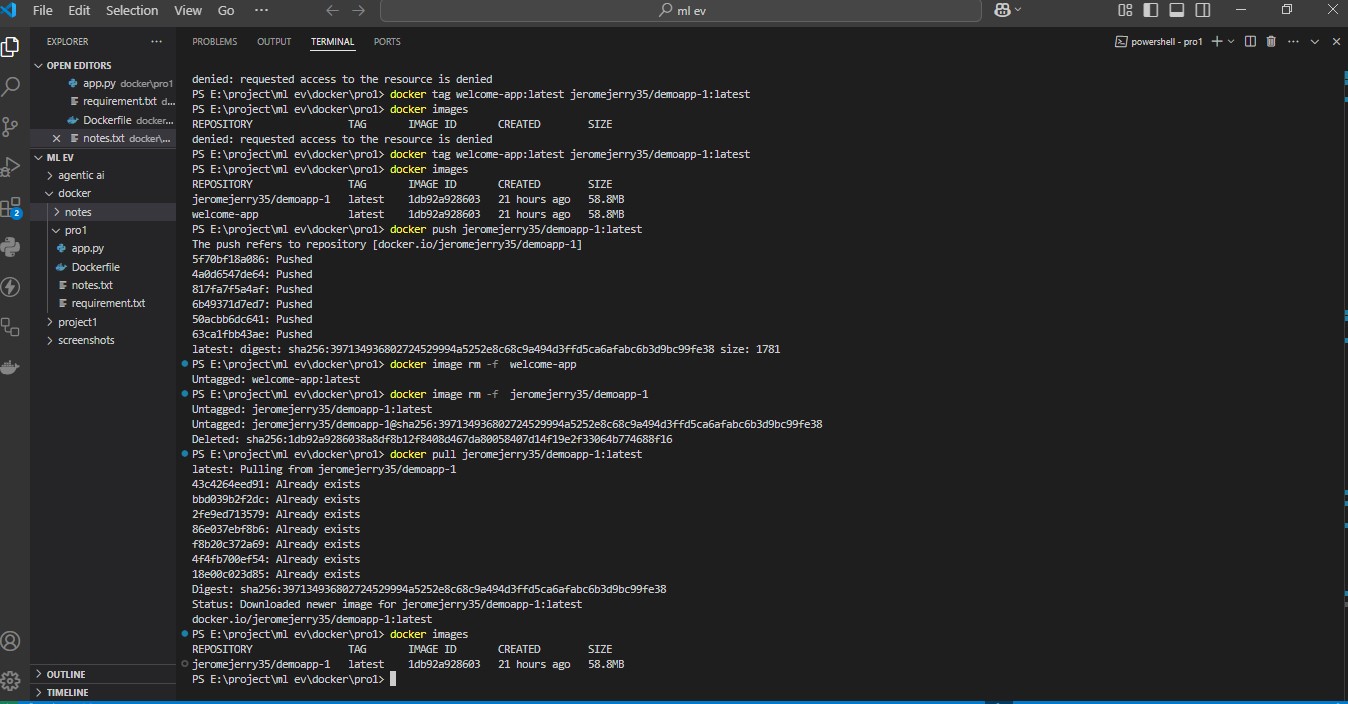 File Edit Selection View Go ··· ml ev
EXPLORER ···
OPEN EDITORS
app.py docker\pro1
requirement.txt d...
Dockerfile docker...
notes.txt docker\...
ML EV
agentic ai
docker
notes
pro1
app.py
Dockerfile
notes.txt
requirement.txt
project1
screenshots
OUTLINE
TIMELINE
2
PROBLEMS OUTPUT TERMINAL PORTS
powershell - pro1
denied: requested access to the resource is denied
PS E:\project\ml ev\docker\pro1> docker tag welcome-app:latest jeromejerry35/demoapp-1:latest
PS E:\project\ml ev\docker\pro1> docker images
REPOSITORY TAG IMAGE ID CREATED SIZE
denied: requested access to the resource is denied
PS E:\project\ml ev\docker\pro1> docker tag welcome-app:latest jeromejerry35/demoapp-1:latest
PS E:\project\ml ev\docker\pro1> docker images
REPOSITORY TAG IMAGE ID CREATED SIZE
jeromejerry35/demoapp-1 latest 1db92a928603 21 hours ago 58.8MB
welcome-app latest 1db92a928603 21 hours ago 58.8MB
PS E:\project\ml ev\docker\pro1> docker push jeromejerry35/demoapp-1:latest
The push refers to repository [docker.io/jeromejerry35/demoapp-1]
5f70bf18a086: Pushed
4a0d6547de64: Pushed
817fa7f5a4af: Pushed
6b49371d7ed7: Pushed
50acbb6dc641: Pushed
63ca1fbb43ae: Pushed
latest: digest: sha256:397134936802724529994a5252e8c68c9a494d3ffd5ca6afabc6b3d9bc99fe38 size: 1781
PS E:\project\ml ev\docker\pro1> docker image rm -f welcome-app
Untagged: welcome-app:latest
PS E:\project\ml ev\docker\pro1> docker image rm -f jeromejerry35/demoapp-1
Untagged: jeromejerry35/demoapp-1:latest
Untagged: jeromejerry35/demoapp-1@sha256:397134936802724529994a5252e8c68c9a494d3ffd5ca6afabc6b3d9bc99fe38
Deleted: sha256:1db92a9286038a8df8b12f8408d467da80058407d14f19e2f33064b774688f16
PS E:\project\ml ev\docker\pro1> docker pull jeromejerry35/demoapp-1:latest
latest: Pulling from jeromejerry35/demoapp-1
43c4264eed91: Already exists
bbd039b2f2dc: Already exists
2fe9ed713579: Already exists
86e037ebf8b6: Already exists
f8b20c372a69: Already exists
4f4fb700ef54: Already exists
18e00c023d85: Already exists
Digest: sha256:397134936802724529994a5252e8c68c9a494d3ffd5ca6afabc6b3d9bc99fe38
Status: Downloaded newer image for jeromejerry35/demoapp-1:latest
docker.io/jeromejerry35/demoapp-1:latest
PS E:\project\ml ev\docker\pro1> docker images
REPOSITORY TAG IMAGE ID CREATED SIZE
jeromejerry35/demoapp-1 latest 1db92a928603 21 hours ago 58.8MB
PS E:\project\ml ev\docker\pro1>